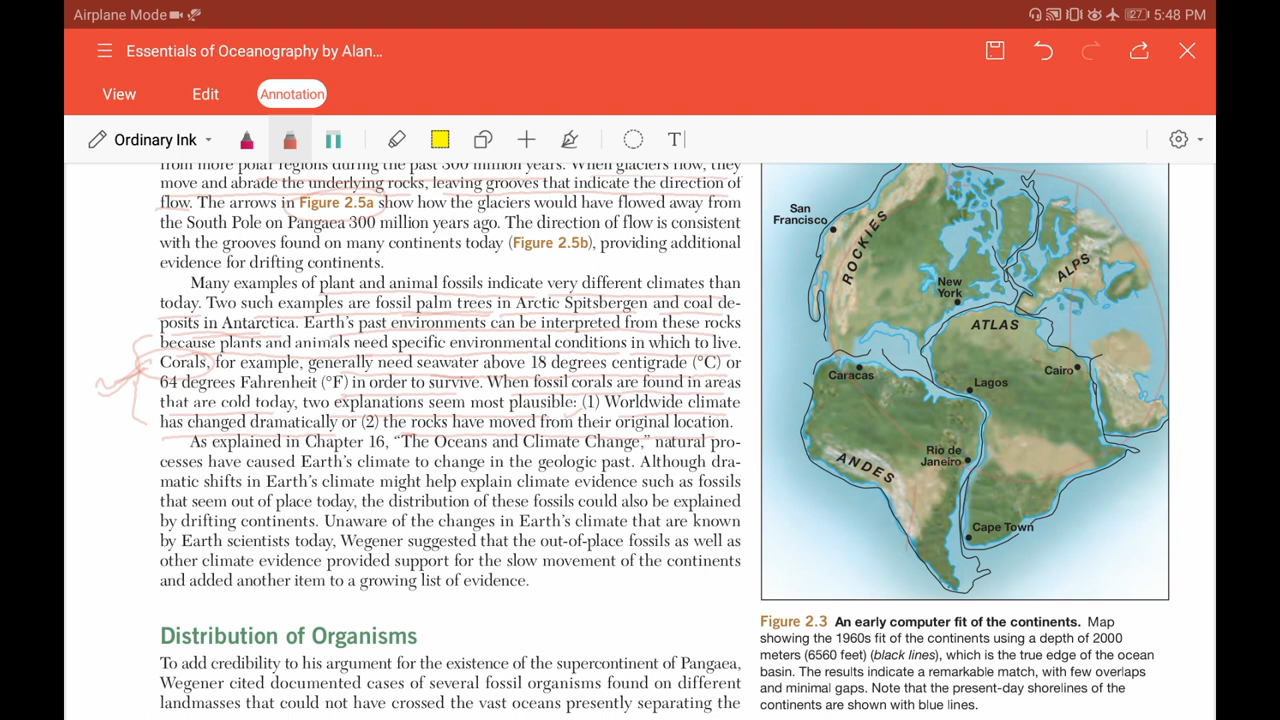 Airplane Mode
27 5:48 PM
Essentials of Oceanography by Alan...
View Edit Annotation
Ordinary Ink
T
from more polar regions during the past 300 million years. When glaciers flow, they
move and abrade the underlying rocks, leaving grooves that indicate the direction of
flow. The arrows in Figure 2.5a show how the glaciers would have flowed away from
the South Pole on Pangaea 300 million years ago. The direction of flow is consistent
with the grooves found on many continents today (Figure 2.5b), providing additional
evidence for drifting continents.
Many examples of plant and animal fossils indicate very different climates than
today. Two such examples are fossil palm trees in Arctic Spitsbergen and coal de-
posits in Antarctica. Earth's past environments can be interpreted from these rocks
because plants and animals need specific environmental conditions in which to live.
Corals, for example, generally need seawater above 18 degrees centigrade (°C) or
64 degrees Fahrenheit (°F) in order to survive. When fossil corals are found in areas
that are cold today, two explanations seem most plausible: (1) Worldwide climate
has changed dramatically or (2) the rocks have moved from their original location.
As explained in Chapter 16, “The Oceans and Climate Change,” natural pro-
cesses have caused Earth's climate to change in the geologic past. Although dra-
matic shifts in Earth's climate might help explain climate evidence such as fossils
that seem out of place today, the distribution of these fossils could also be explained
by drifting continents. Unaware of the changes in Earth's climate that are known
by Earth scientists today, Wegener suggested that the out-of-place fossils as well as
other climate evidence provided support for the slow movement of the continents
and added another item to a growing list of evidence.
Distribution of Organisms
To add credibility to his argument for the existence of the supercontinent of Pangaea,
Wegener cited documented cases of several fossil organisms found on different
landmasses that could not have crossed the vast oceans presently separating the
San
Francisco
ROCKIES
New
York
ALPS
ATLAS
Caracas
Lagos
Cairo
Rio de
Janeiro
ANDES
Cape Town
Figure 2.3 An early computer fit of the continents. Map
showing the 1960s fit of the continents using a depth of 2000
meters (6560 feet) (black lines), which is the true edge of the ocean
basin. The results indicate a remarkable match, with few overlaps
and minimal gaps. Note that the present-day shorelines of the
continents are shown with blue lines.